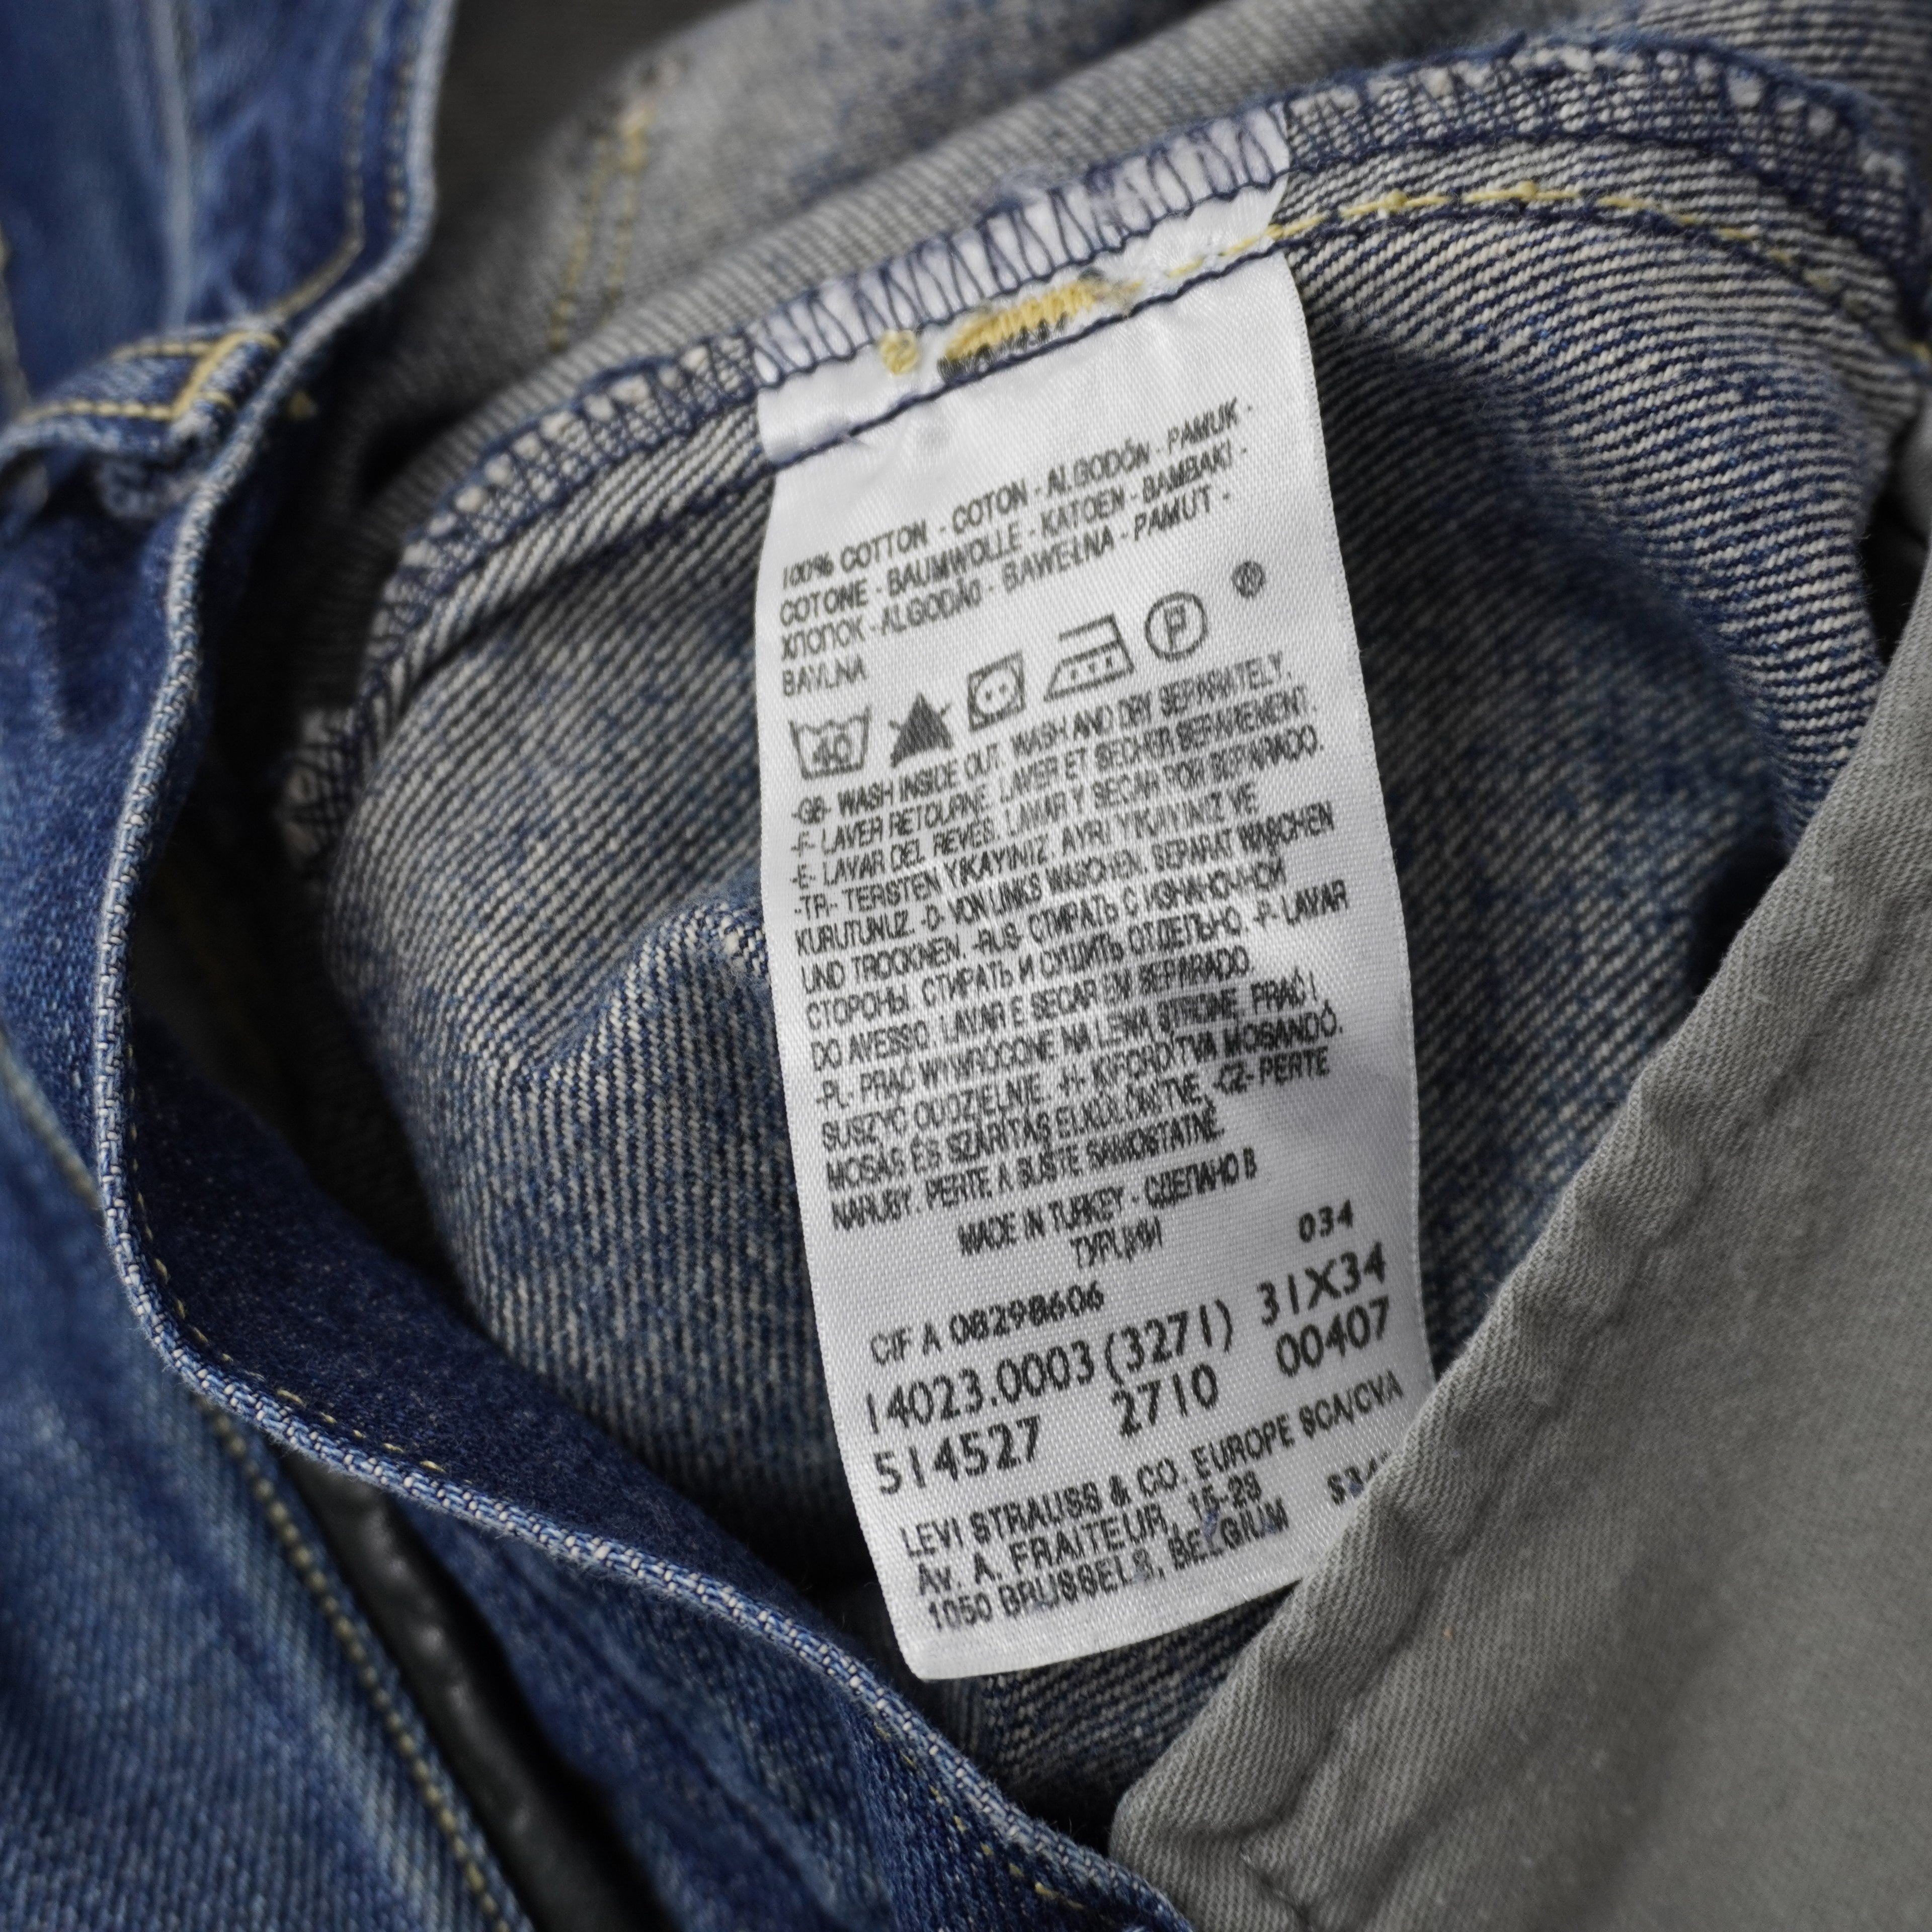 100% COTTON - COTON - ALGODÓN - PAMUK -
COTONE - BAUMWOLLE - KATOEN - BAMBAKI -
ХЛОПОК - ALGODÃO - BAWEŁNA - PAMUT -
BAVLNA
40 P ®
-GB- WASH INSIDE OUT. WASH AND DRY SEPARATELY.
-F- LAVER RETOURNE. LAVER ET SECHER SEPAREMENT.
-E- LAVAR DEL REVES. LAVAR Y SECAR POR SEPARADO.
-TR- TERSTEN YIKAYINIZ. AYRI YIKAYINIZ VE
KURUTUNUZ. -D- VON LINKS WASCHEN. SEPARAT WASCHEN
UND TROCKNEN. -RUS- СТИРАТЬ С ИЗНАНОЧНОЙ
СТОРОНЫ. СТИРАТЬ И СУШИТЬ ОТДЕЛЬНО. -P- LAVAR
DO AVESSO. LAVAR E SECAR EM SEPARADO.
-PL- PRAĆ WYWRÓCONE NA LEWĄ STRONĘ. PRAĆ I
SUSZYĆ ODDZIELNIE. -H- KIFORDÍTVA MOSANDÓ.
MOSÁS ÉS SZÁRÍTÁS ELKÜLÖNÍTVE. -CZ- PERTE
NARUBY. PERTE A SUŠTE SAMOSTATNĚ.
MADE IN TURKEY - СДЕЛАНО В
ТУРЦИИ
034
CIF A 08298606
14023.0003 (3271) 31X34
514527 2710 00407
LEVI STRAUSS & CO. EUROPE SCA/CVA
AV. A. FRAITEUR, 15-23
1050 BRUSSELS, BELGIUM